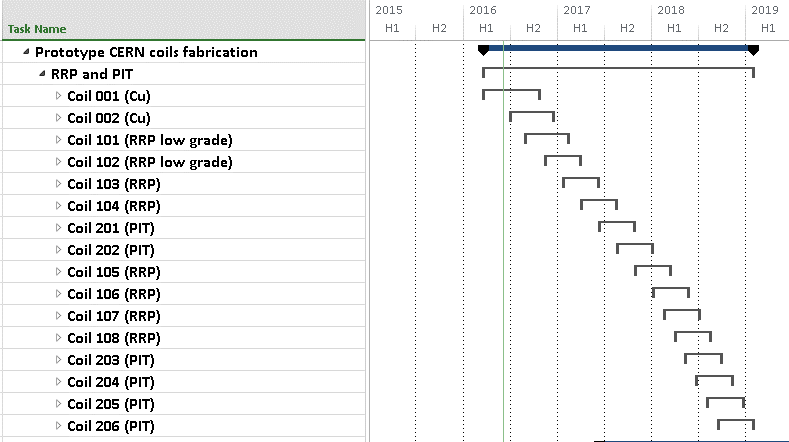 2015 2016 2017 2018 2019
Task Name H1 H2 H1 H2 H1 H2 H1 H2 H1
Prototype CERN coils fabrication
RRP and PIT
Coil 001 (Cu)
Coil 002 (Cu)
Coil 101 (RRP low grade)
Coil 102 (RRP low grade)
Coil 103 (RRP)
Coil 104 (RRP)
Coil 201 (PIT)
Coil 202 (PIT)
Coil 105 (RRP)
Coil 106 (RRP)
Coil 107 (RRP)
Coil 108 (RRP)
Coil 203 (PIT)
Coil 204 (PIT)
Coil 205 (PIT)
Coil 206 (PIT)